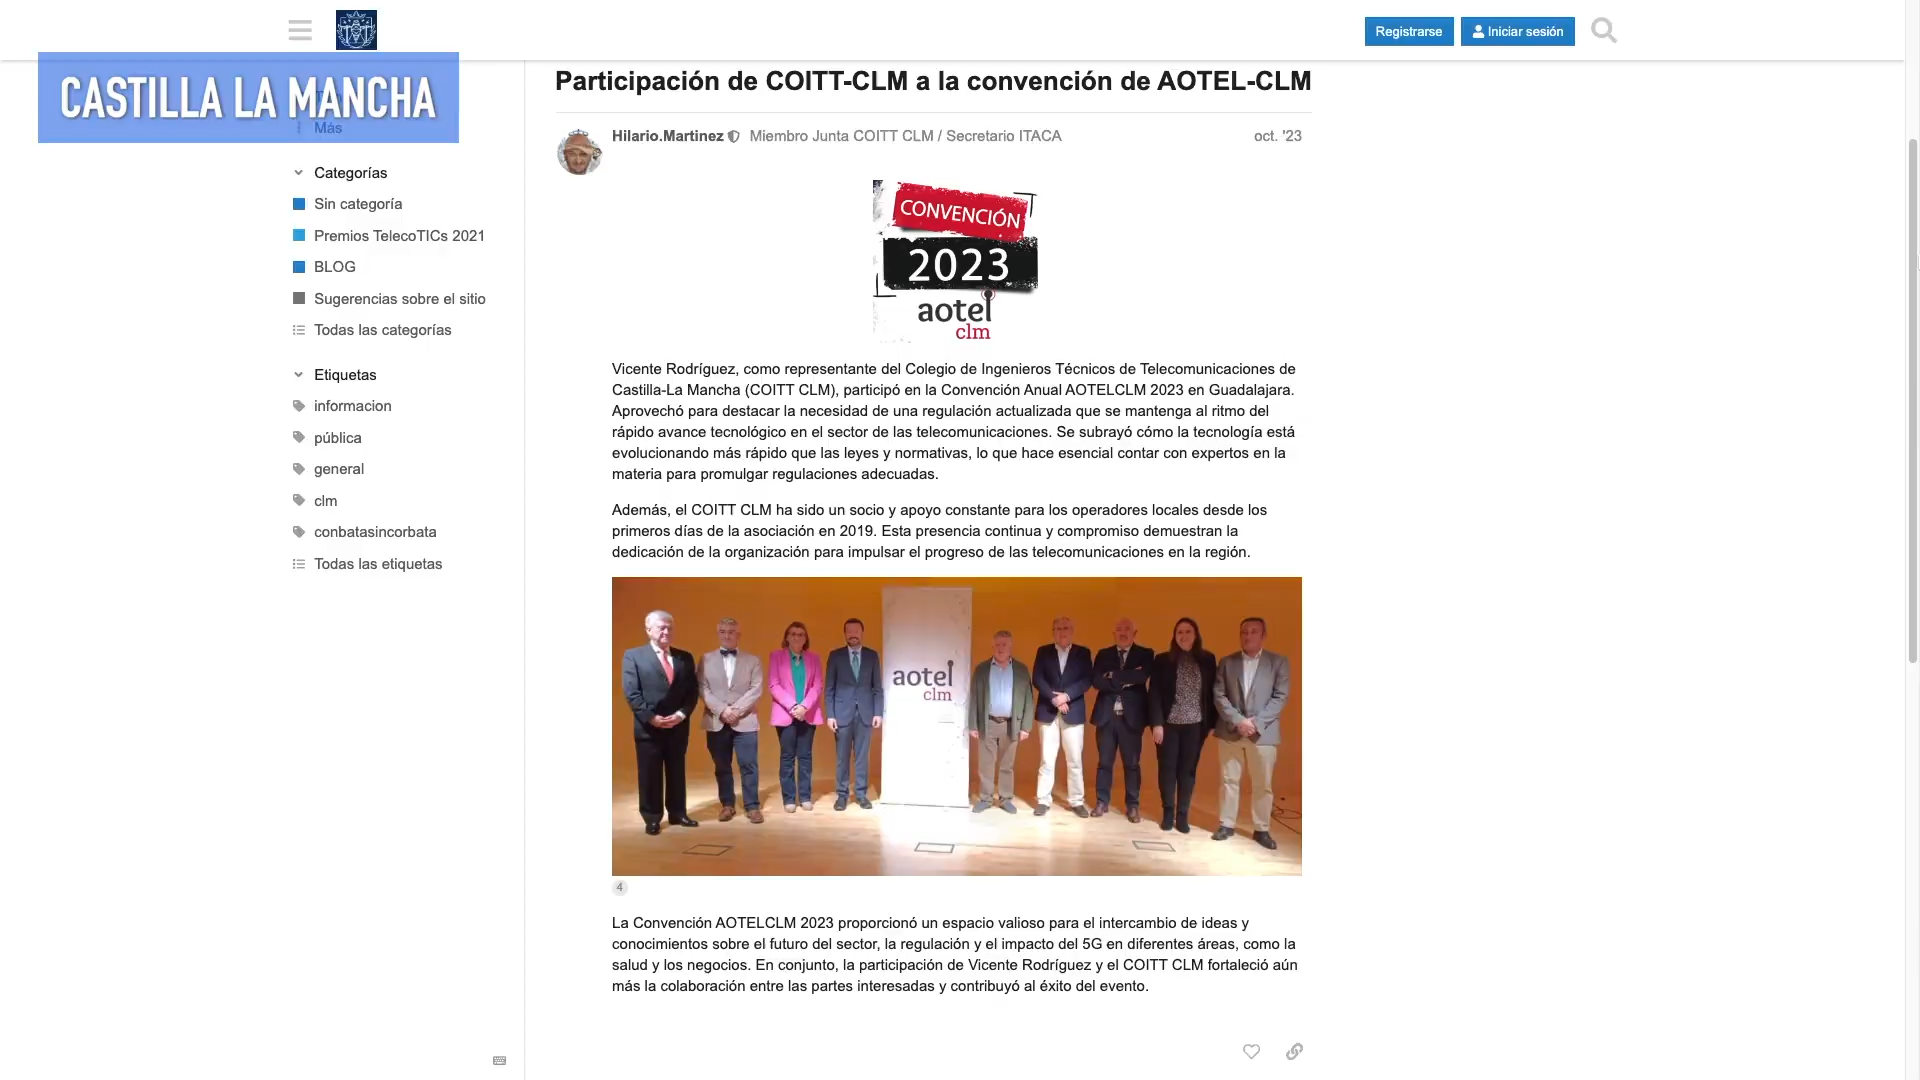 Registrarse
Iniciar sesión
CASTILLA LA MANCHA
Más
Categorías
Sin categoría
Premios TelecoTICs 2021
BLOG
Sugerencias sobre el sitio
Todas las categorías
Etiquetas
informacion
pública
general
clm
conbatasincorbata
Todas las etiquetas
Participación de COITT-CLM a la convención de AOTEL-CLM
Hilario.Martinez Miembro Junta COITT CLM / Secretario ITACA oct. '23
CONVENCIÓN
2023
aotel
clm
Vicente Rodríguez, como representante del Colegio de Ingenieros Técnicos de Telecomunicaciones de
Castilla-La Mancha (COITT CLM), participó en la Convención Anual AOTELCLM 2023 en Guadalajara.
Aprovechó para destacar la necesidad de una regulación actualizada que se mantenga al ritmo del
rápido avance tecnológico en el sector de las telecomunicaciones. Se subrayó cómo la tecnología está
evolucionando más rápido que las leyes y normativas, lo que hace esencial contar con expertos en la
materia para promulgar regulaciones adecuadas.
Además, el COITT CLM ha sido un socio y apoyo constante para los operadores locales desde los
primeros días de la asociación en 2019. Esta presencia continua y compromiso demuestran la
dedicación de la organización para impulsar el progreso de las telecomunicaciones en la región.
aotel
clm
4
La Convención AOTELCLM 2023 proporcionó un espacio valioso para el intercambio de ideas y
conocimientos sobre el futuro del sector, la regulación y el impacto del 5G en diferentes áreas, como la
salud y los negocios. En conjunto, la participación de Vicente Rodríguez y el COITT CLM fortaleció aún
más la colaboración entre las partes interesadas y contribuyó al éxito del evento.